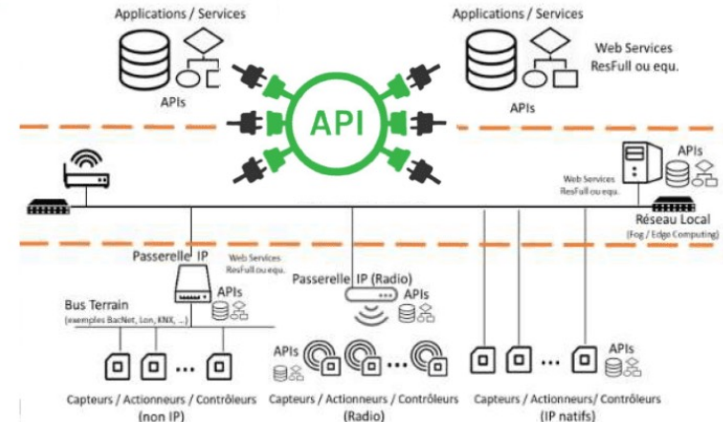 Applications / Services
Applications / Services
Web Services
ResFull ou equ.
APIs
API
APIs
APIs
Web Services
ResFull ou equ.
Réseau Local
(Fog / Edge Computing)
Passerelle IP
Web Services
ResFull ou equ.
APIs
Passerelle IP (Radio)
APIs
Bus Terrain
(exemples BacNet, Lon, KNX, ...)
...
APIs
...
...
APIs
Capteurs / Actionneurs / Contrôleurs
(non IP)
Capteurs / Actionneurs / Contrôleurs
(Radio)
Capteurs / Actionneurs/ Contrôleurs
(IP natifs)